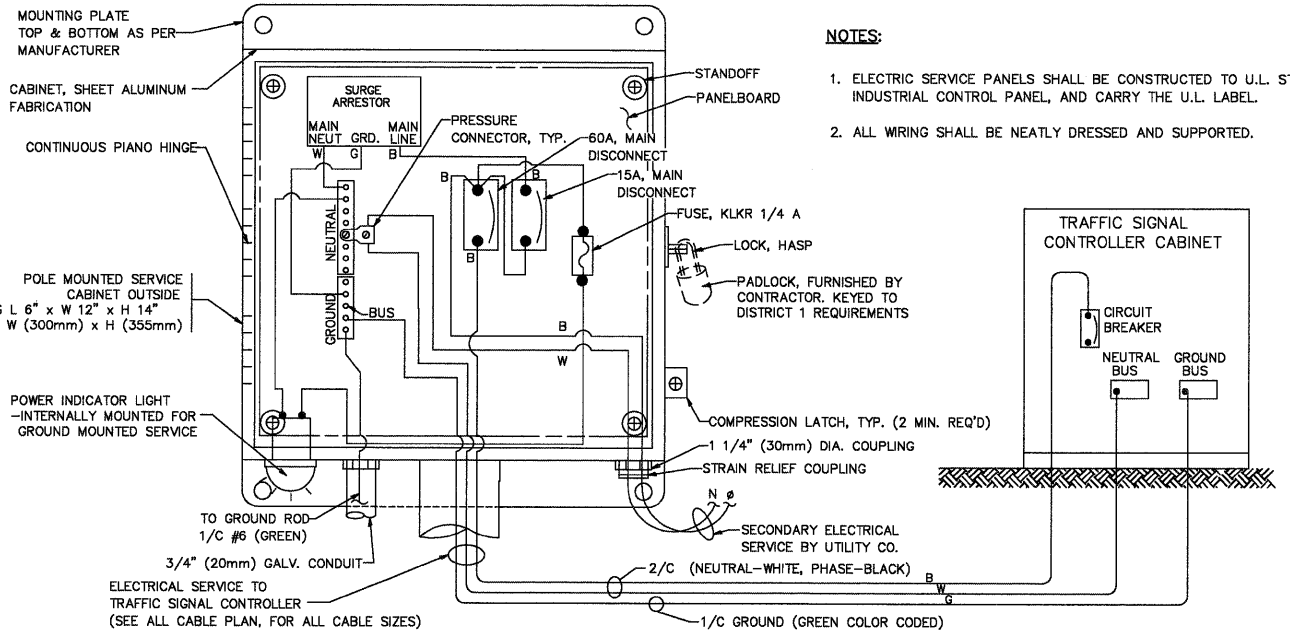 MOUNTING PLATE
TOP & BOTTOM AS PER
MANUFACTURER
CABINET, SHEET ALUMINUM
FABRICATION
CONTINUOUS PIANO HINGE
POLE MOUNTED SERVICE
CABINET OUTSIDE
G L 6" x W 12" x H 14"
W (300mm) x H (355mm)
POWER INDICATOR LIGHT
-INTERNALLY MOUNTED FOR
GROUND MOUNTED SERVICE
SURGE
ARRESTOR
MAIN
NEUT
GRD.
MAIN
LINE
W
G
B
NEUTRAL
GROUND
BUS
PRESSURE
CONNECTOR, TYP.
B
B
B
W
STANDOFF
PANELBOARD
60A, MAIN
DISCONNECT
15A, MAIN
DISCONNECT
FUSE, KLKR 1/4 A
LOCK, HASP
PADLOCK, FURNISHED BY
CONTRACTOR. KEYED TO
DISTRICT 1 REQUIREMENTS
COMPRESSION LATCH, TYP. (2 MIN. REQ'D)
1 1/4" (30mm) DIA. COUPLING
STRAIN RELIEF COUPLING
N ø
SECONDARY ELECTRICAL
SERVICE BY UTILITY CO.
TO GROUND ROD
1/C #6 (GREEN)
3/4" (20mm) GALV. CONDUIT
ELECTRICAL SERVICE TO
TRAFFIC SIGNAL CONTROLLER
(SEE ALL CABLE PLAN, FOR ALL CABLE SIZES)
2/C (NEUTRAL-WHITE, PHASE-BLACK)
1/C GROUND (GREEN COLOR CODED)
B
W
G
NOTES:
1. ELECTRIC SERVICE PANELS SHALL BE CONSTRUCTED TO U.L. ST
INDUSTRIAL CONTROL PANEL, AND CARRY THE U.L. LABEL.
2. ALL WIRING SHALL BE NEATLY DRESSED AND SUPPORTED.
TRAFFIC SIGNAL
CONTROLLER CABINET
CIRCUIT
BREAKER
NEUTRAL
BUS
GROUND
BUS